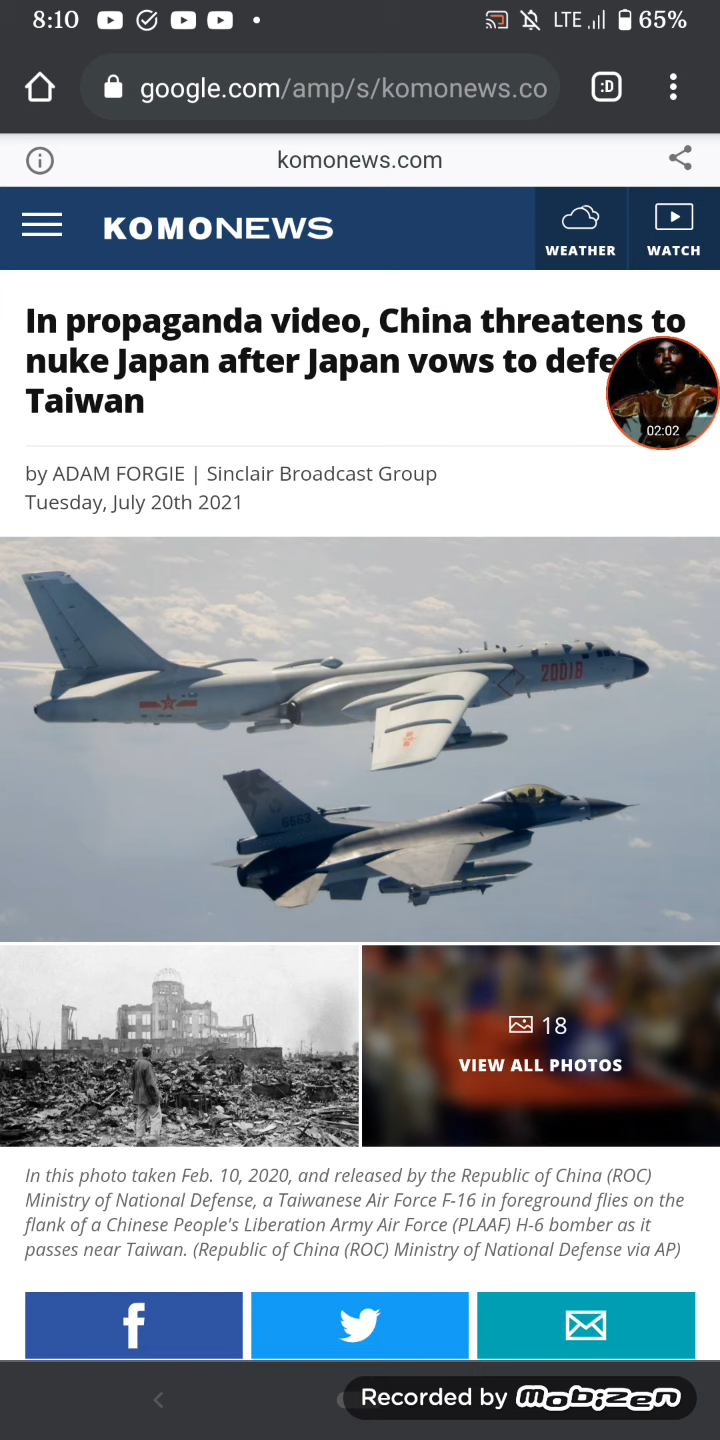 8:10
LTE 65%
google.com/amp/s/komonews.co
:D
komonews.com
KOMONEWS
WEATHER
WATCH
In propaganda video, China threatens to
nuke Japan after Japan vows to defe
Taiwan
02:02
by ADAM FORGIE | Sinclair Broadcast Group
Tuesday, July 20th 2021
20018
6663
18
VIEW ALL PHOTOS
In this photo taken Feb. 10, 2020, and released by the Republic of China (ROC)
Ministry of National Defense, a Taiwanese Air Force F-16 in foreground flies on the
flank of a Chinese People's Liberation Army Air Force (PLAAF) H-6 bomber as it
passes near Taiwan. (Republic of China (ROC) Ministry of National Defense via AP)
Recorded by Mobizen